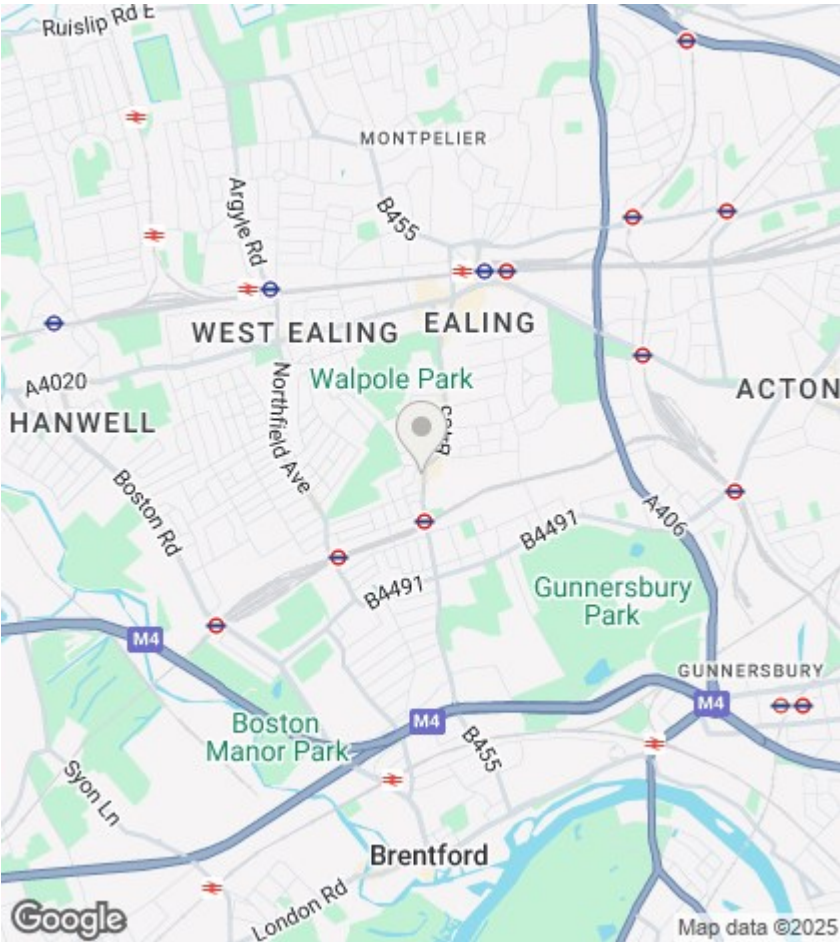 Ruislip Rd E
MONTPELIER
Argyle Rd
B455
WEST EALING
EALING
A4020
Walpole Park
ACTON
HANWELL
Northfield Ave
B455
Boston Rd
A406
B4491
B4491
Gunnersbury
Park
M4
GUNNERSBURY
M4
Boston
Manor Park
M4
B455
Syon Ln
Brentford
London Rd
Google
Map data ©2025